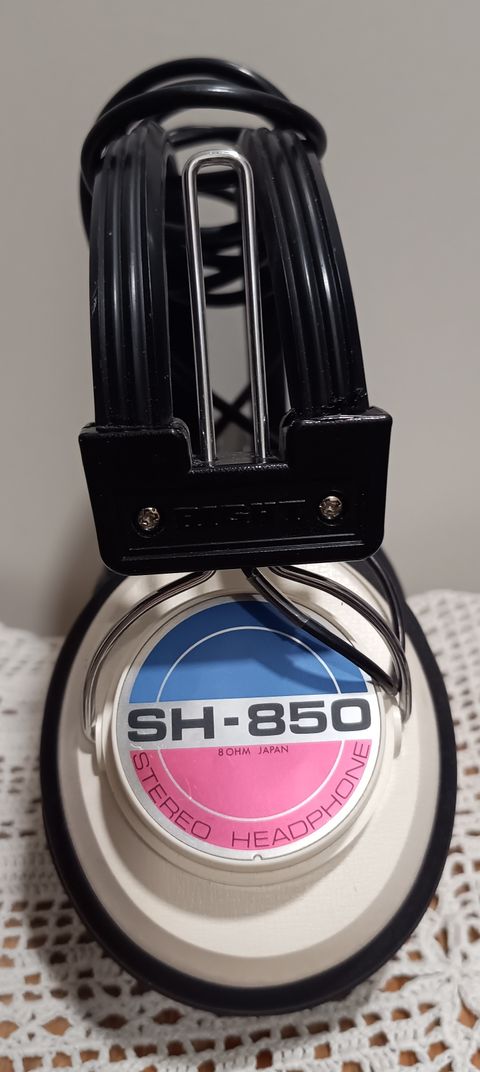 RIGHT
SH-850
8 OHM JAPAN
STEREO HEADPHONE